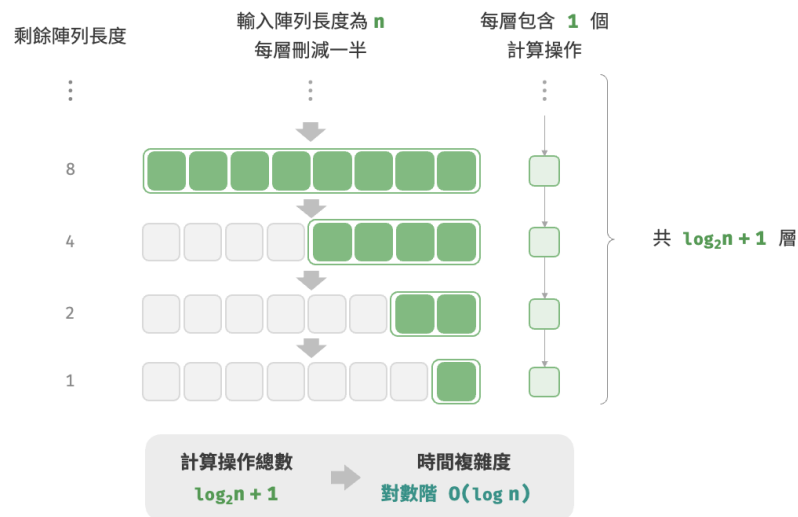 剩餘陣列長度
輸入陣列長度為 n
每層刪減一半
每層包含 1 個
計算操作
8
4
2
1
共 log₂n + 1 層
計算操作總數
log₂n + 1
時間複雜度
對數階 O(log n)